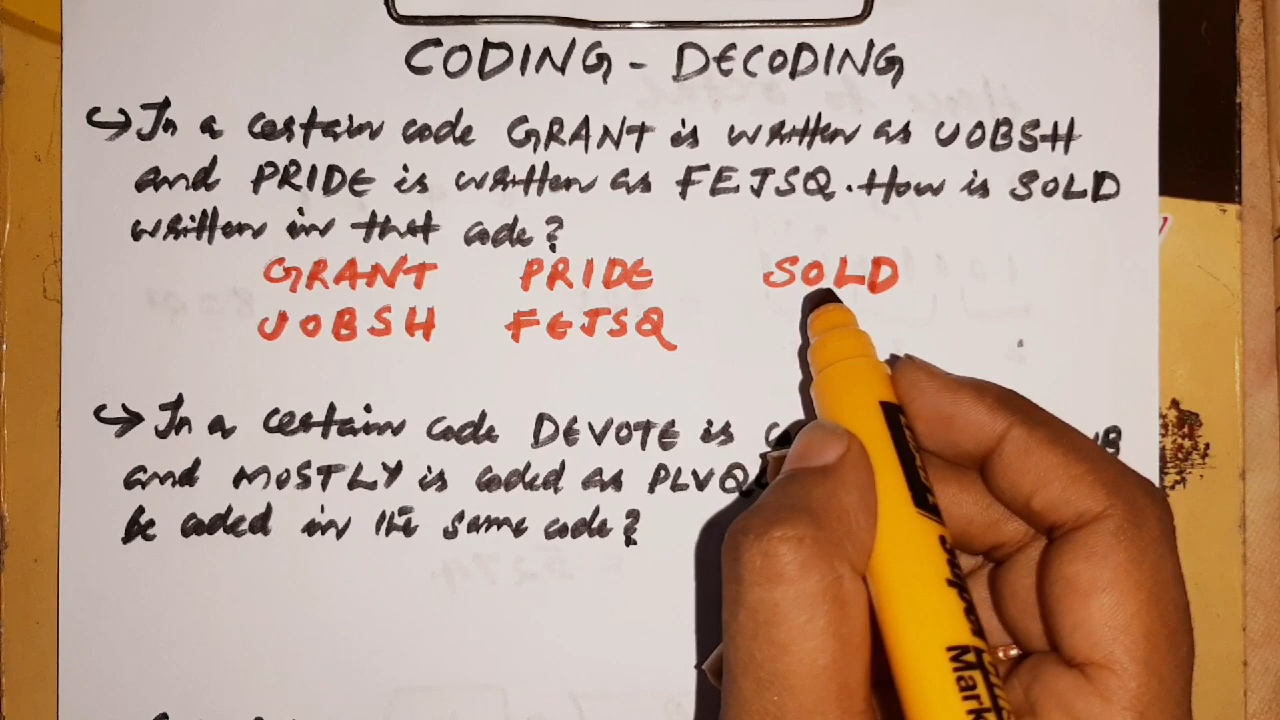 CODING - DECODING
↪ In a certain code GRANT is written as UOBSH
and PRIDE is written as FEJSQ. How is SOLD
written in that code?
GRANT PRIDE SOLD
UOBSH FEJSQ
↪ In a certain code DEVOTE is
and MOSTLY is coded as PLVQ
be coded in the same code?
Super
Mark